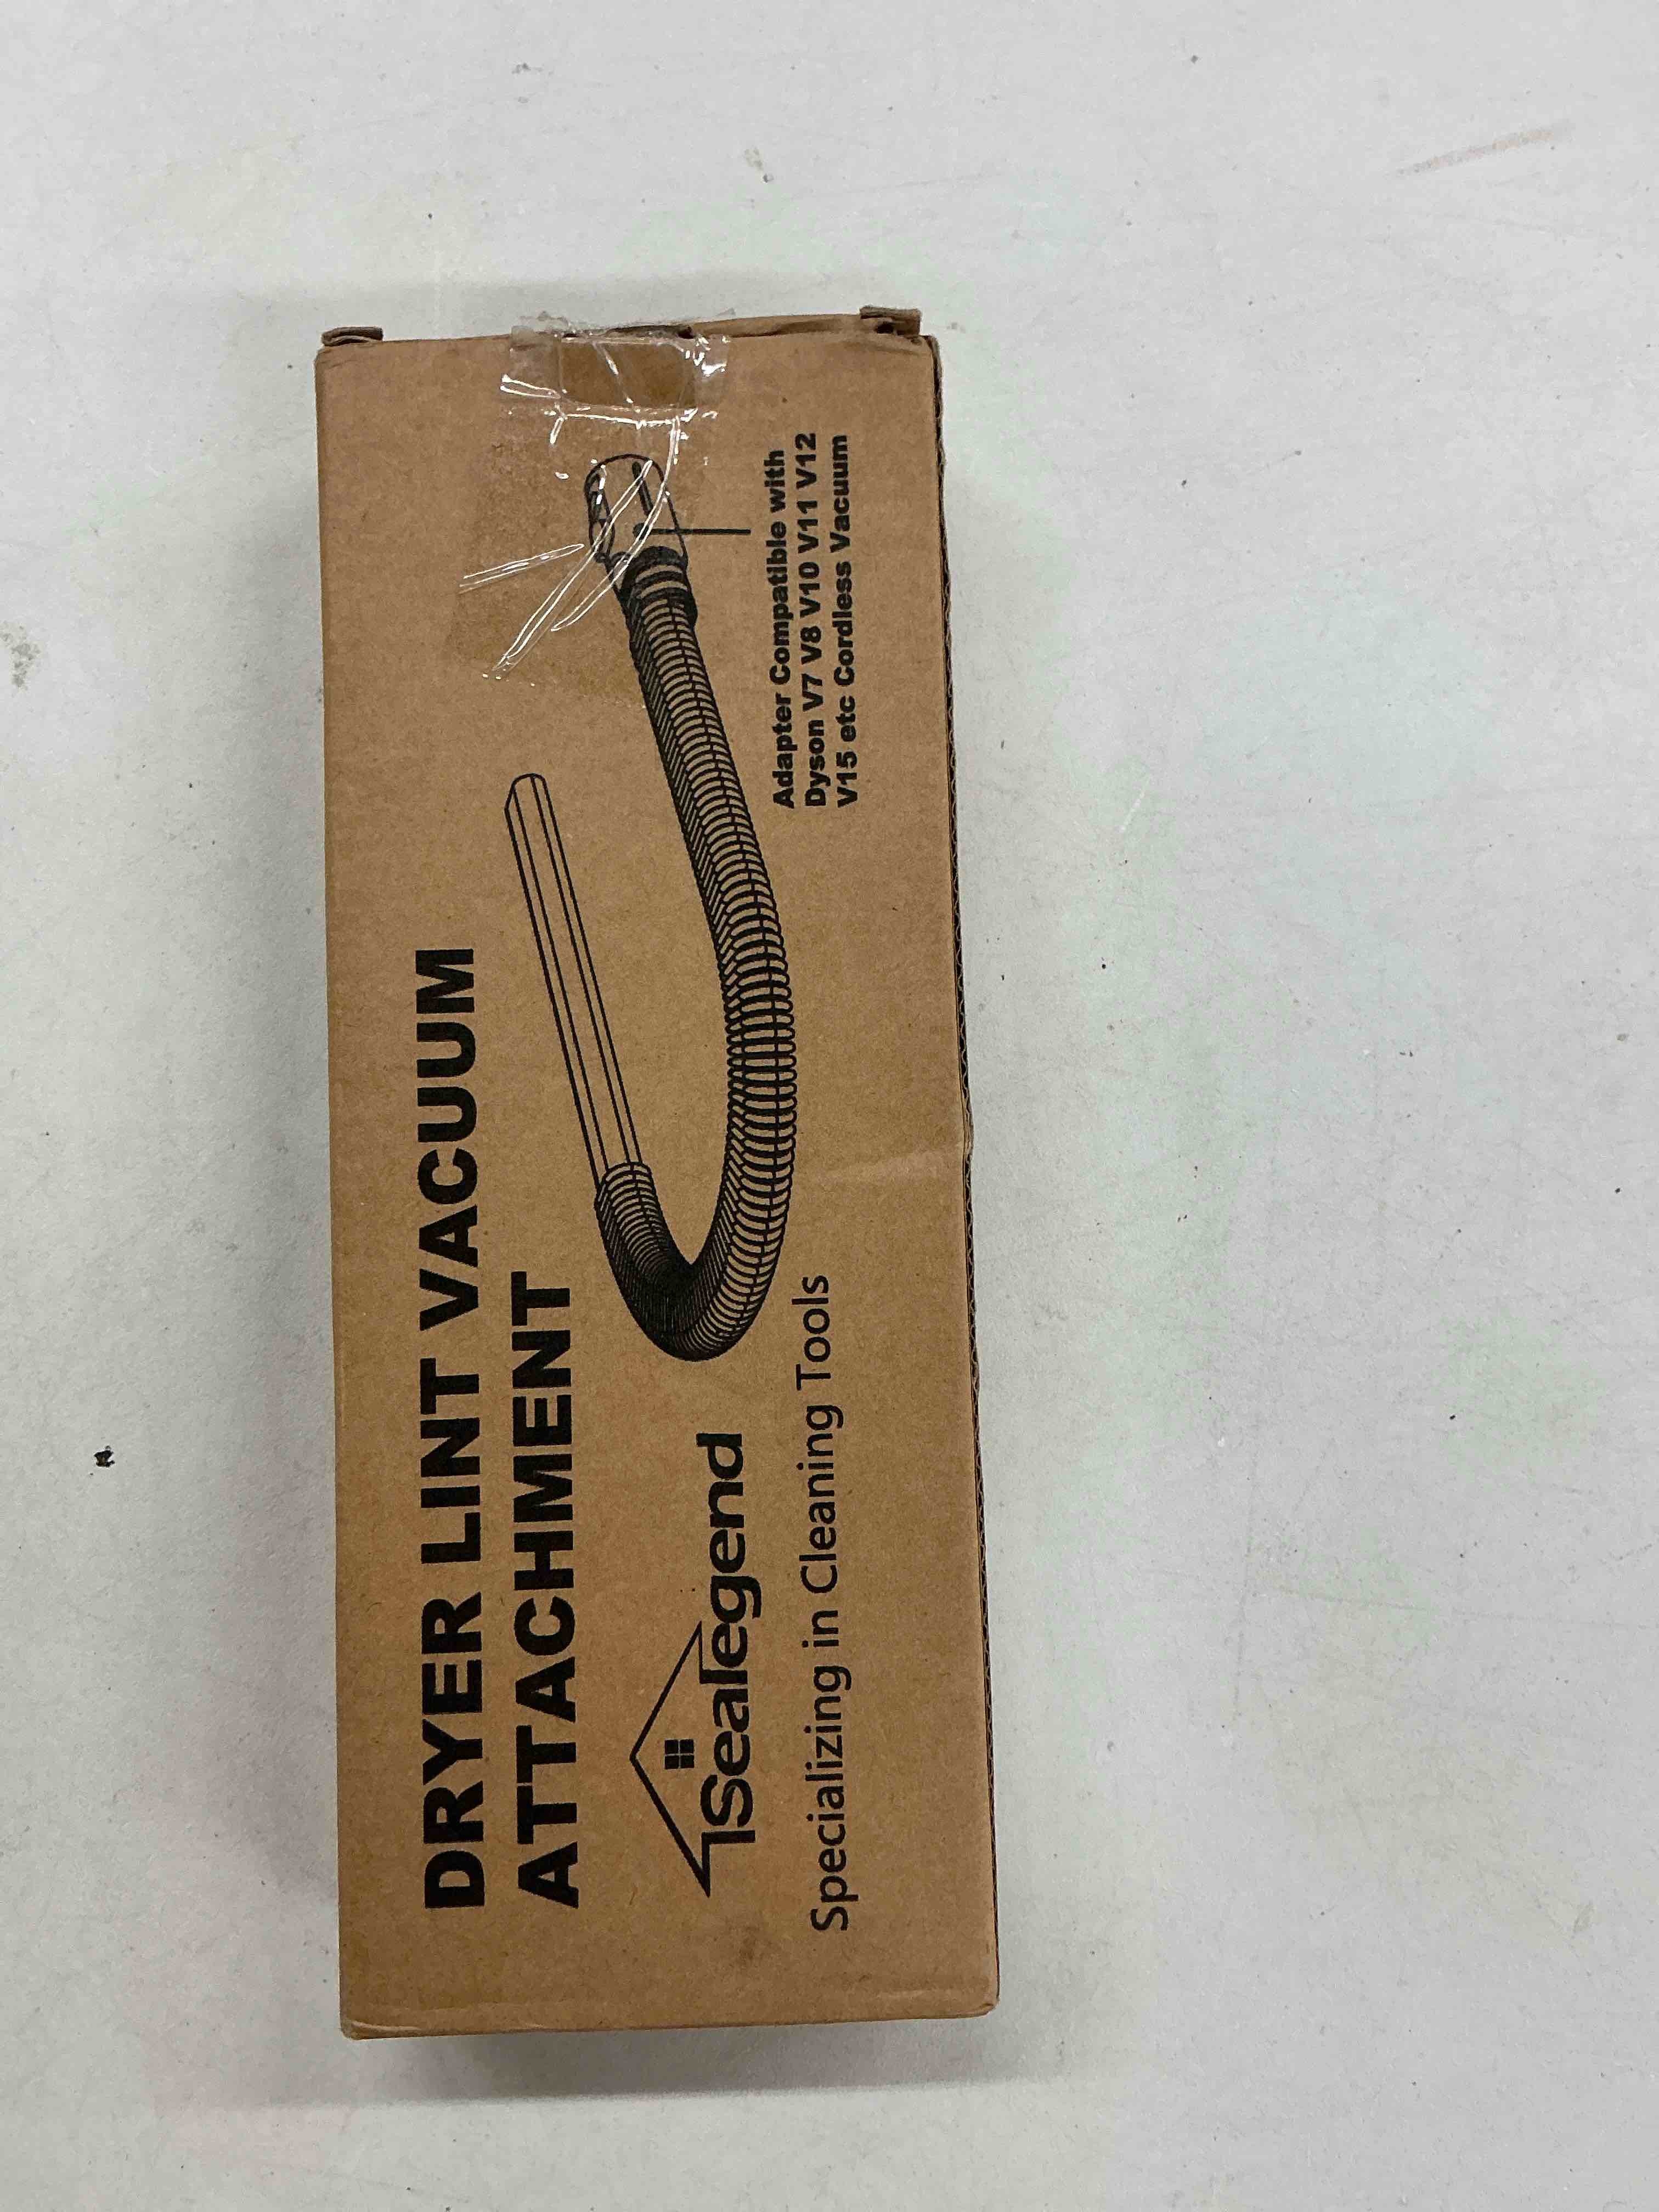 DRYER LINT VACUUM
ATTACHMENT
Sealegend
Specializing in Cleaning Tools
Adapter Compatible with
Dyson V7 V8 V10 V11 V12
V15 etc Cordless Vacuum